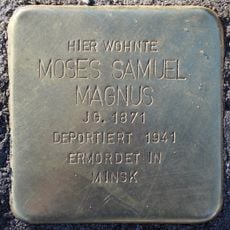 HIER WOHNTE
MOSES SAMUEL
MAGNUS
JG. 1871
DEPORTIERT 1941
ERMORDET IN
MINSK